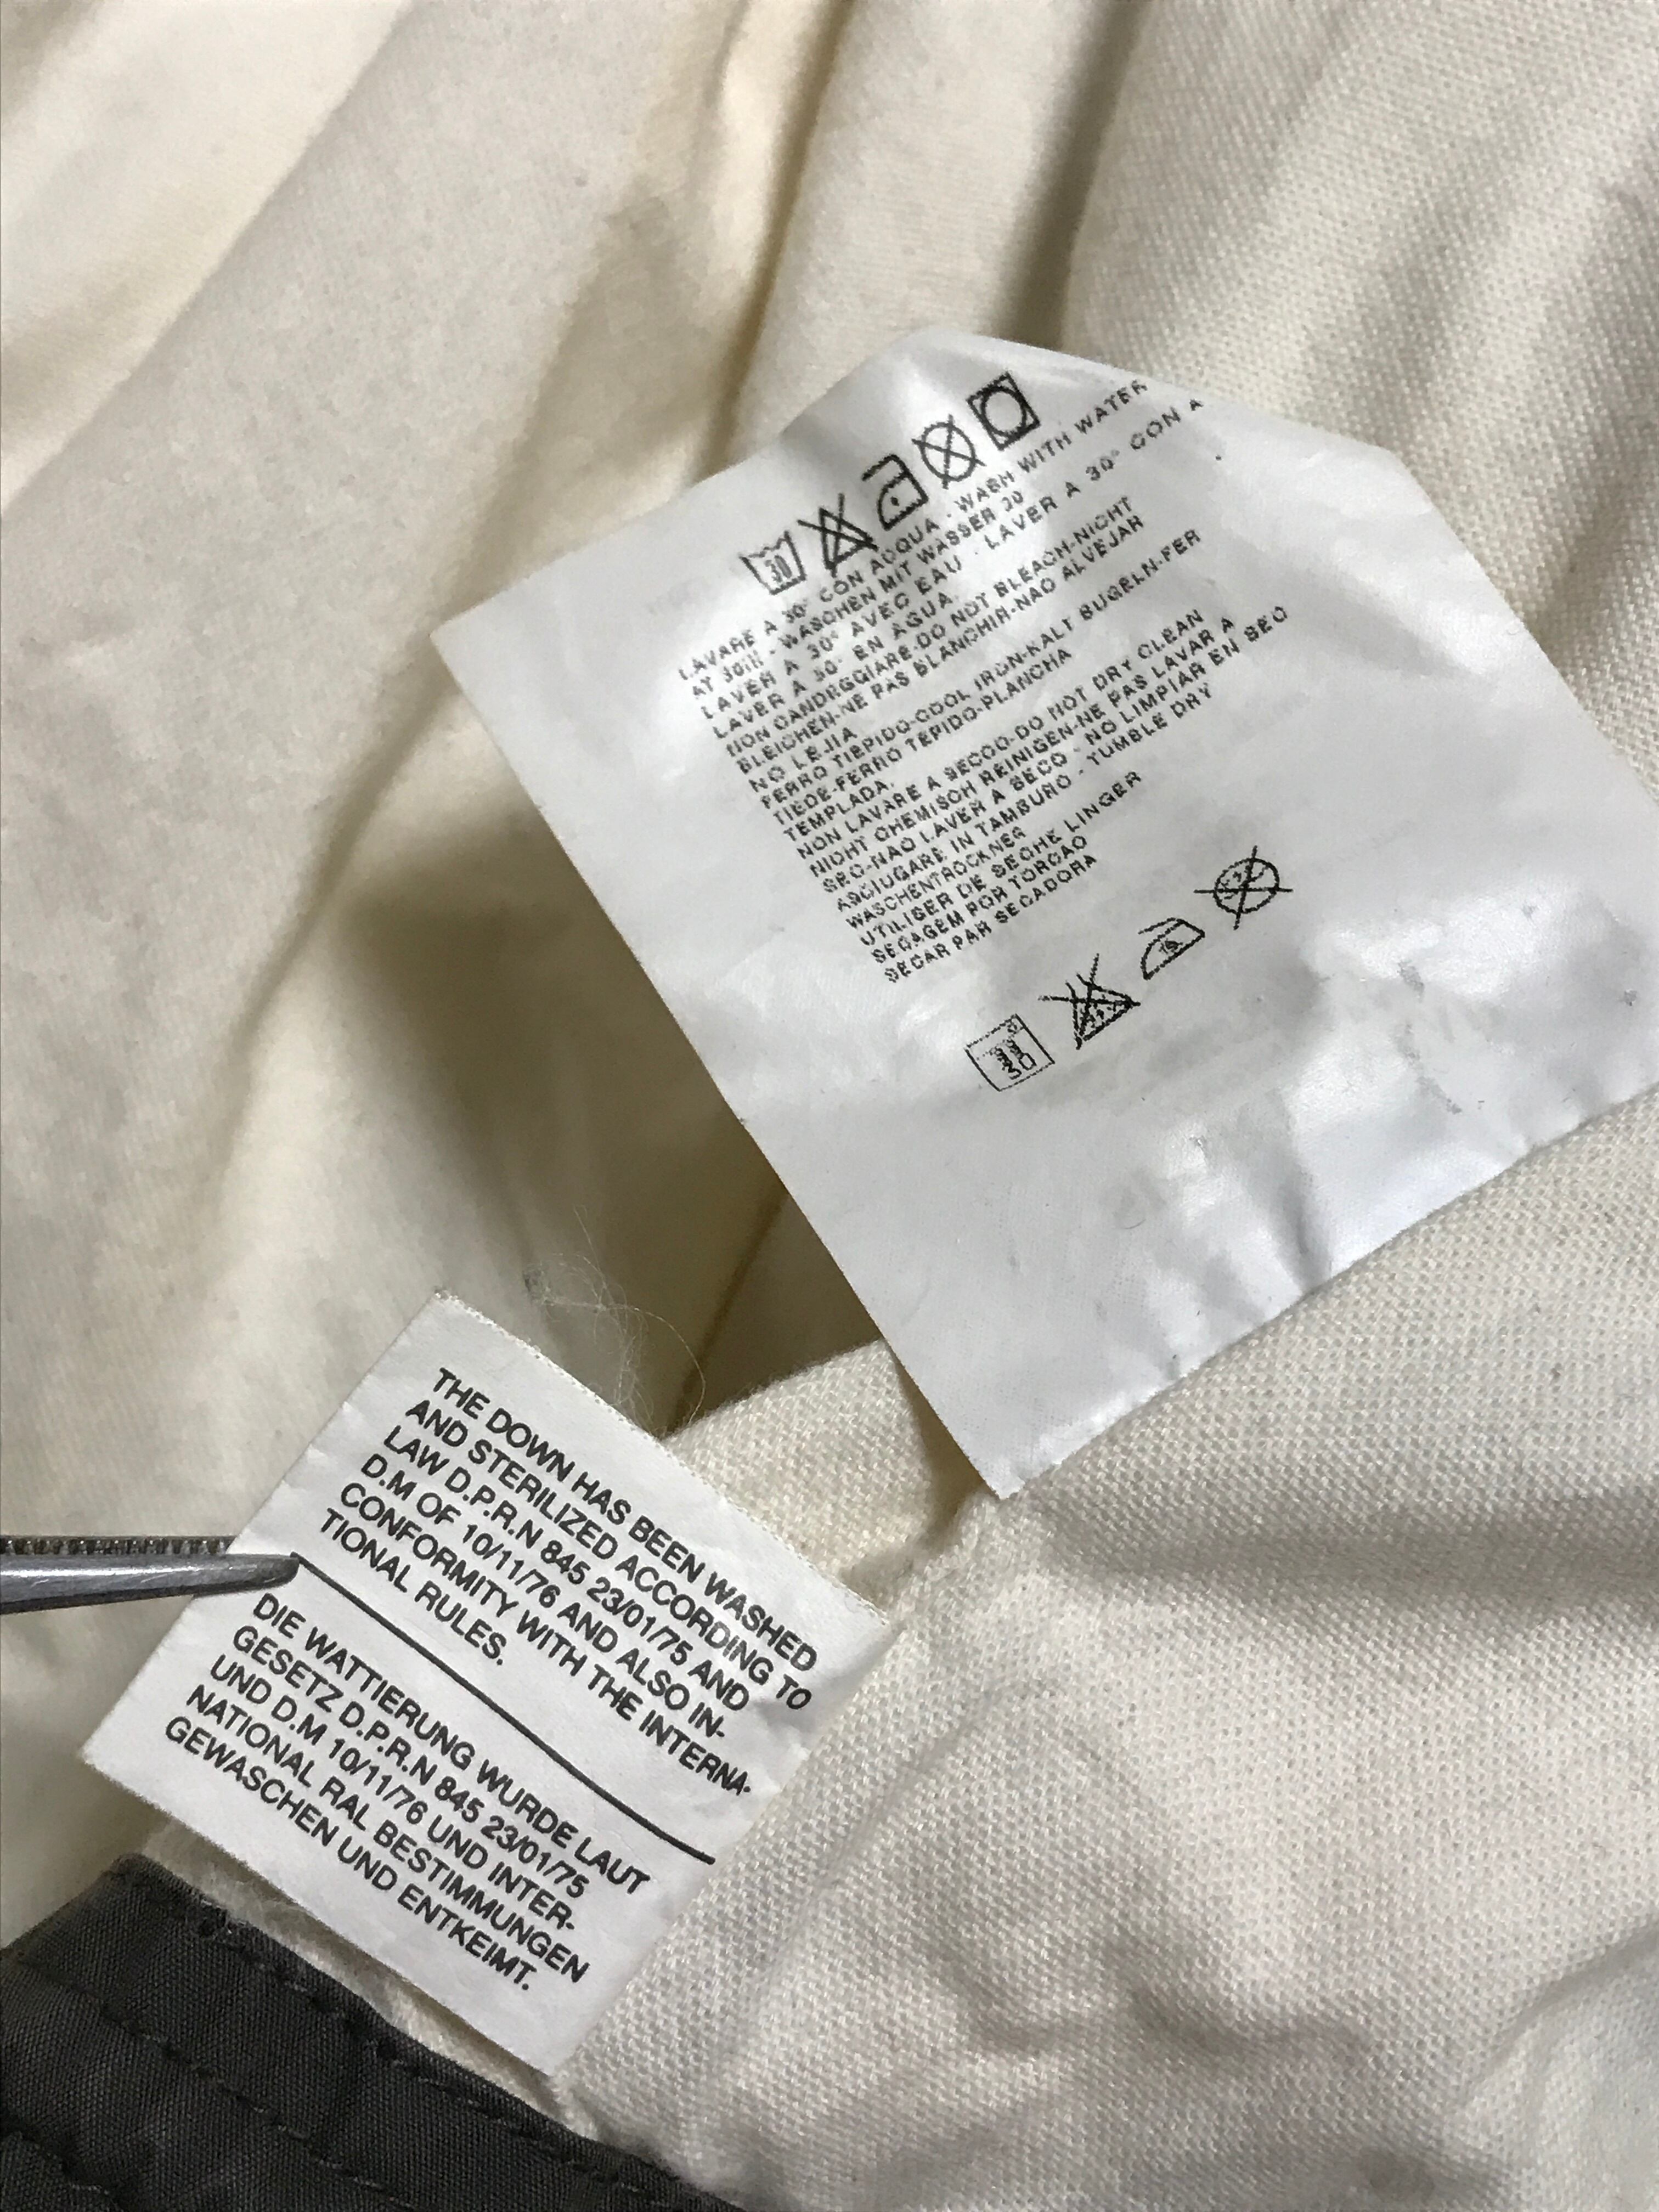 30
LAVARE A 30° CON ACQUA - WASH WITH WATER
AT 30 - WASCHEN MIT WASSER 30
LAVER A 30° AVEC EAU - LAVER A 30° CON A
LAVER A 30° EN AGUA.
NON CANDEGGIARE-DO NOT BLEACH-NICHT
BLEICHEN-NE PAS BLANCHIR-NAO ALVEJAR
NO LEJIA
FERRO TIEPIDO-COOL IRON-KALT BUGELN-FER
TIEDE-FERRO TEPIDO-PLANCHA
TEMPLADA.
NON LAVARE A SECCO-DO NOT DRY CLEAN
NIGHT CHEMISCH REINIGEN-NE PAS LAVAR A
SEC-NAO LAVER A SECO - NO LIMPIAR EN SEC
ASCIUGARE IN TAMBURO - TUMBLE DRY
WASCHENTROCKNER
UTILISER DE SECHE LINGER
SECAGEM POR TORCAO
SECAR PAR SECADORA
30
THE DOWN HAS BEEN WASHED
AND STERILIZED ACCORDING TO
LAW D.P.R.N 845 23/01/75 AND
D.M OF 10/11/76 AND ALSO IN-
CONFORMITY WITH THE INTERNA-
TIONAL RULES.
DIE WATTIERUNG WURDE LAUT
GESETZ D.P.R.N 845 23/01/75
UND D.M 10/11/76 UND INTER-
NATIONAL RAL BESTIMMUNGEN
GEWASCHEN UND ENTKEIMT.